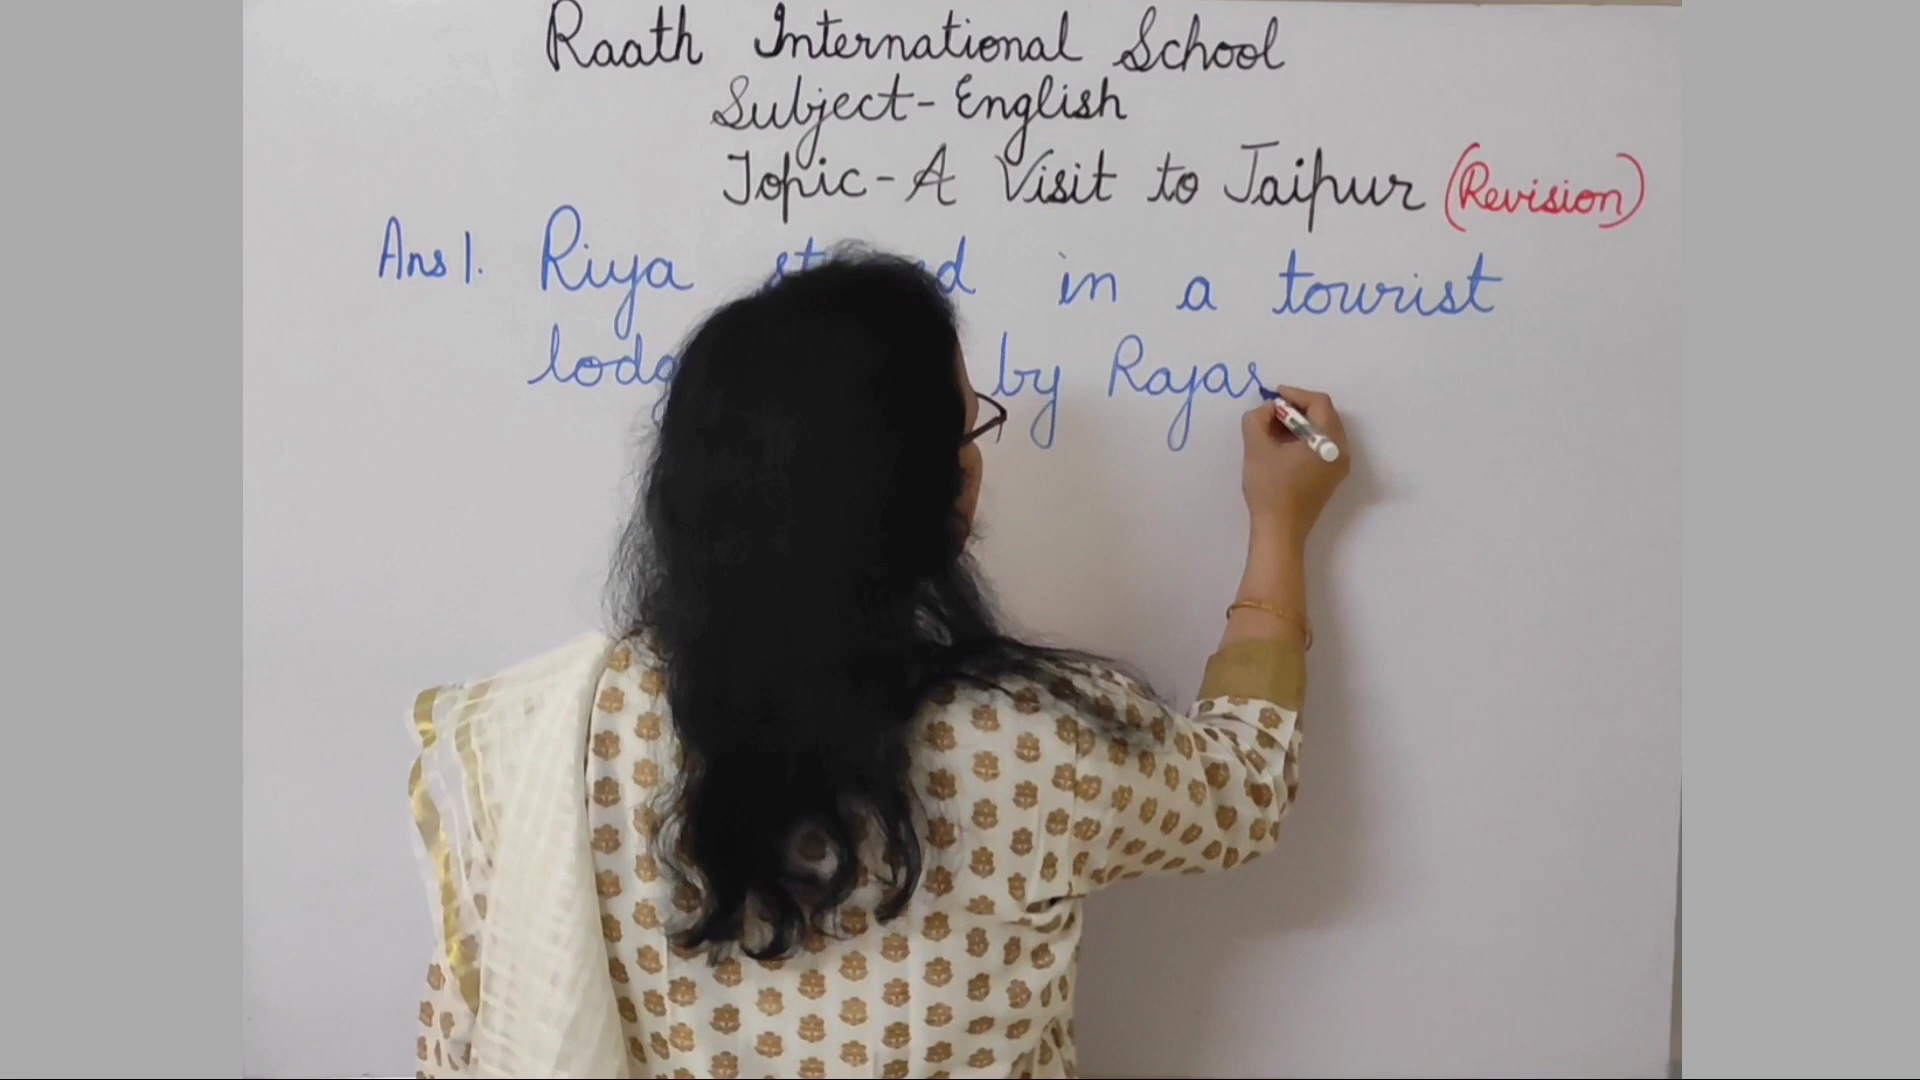 Raath International School
Subject-English
Topic-A Visit to Jaipur (Revision)
Ans 1. Riya in a tourist
by Rajas